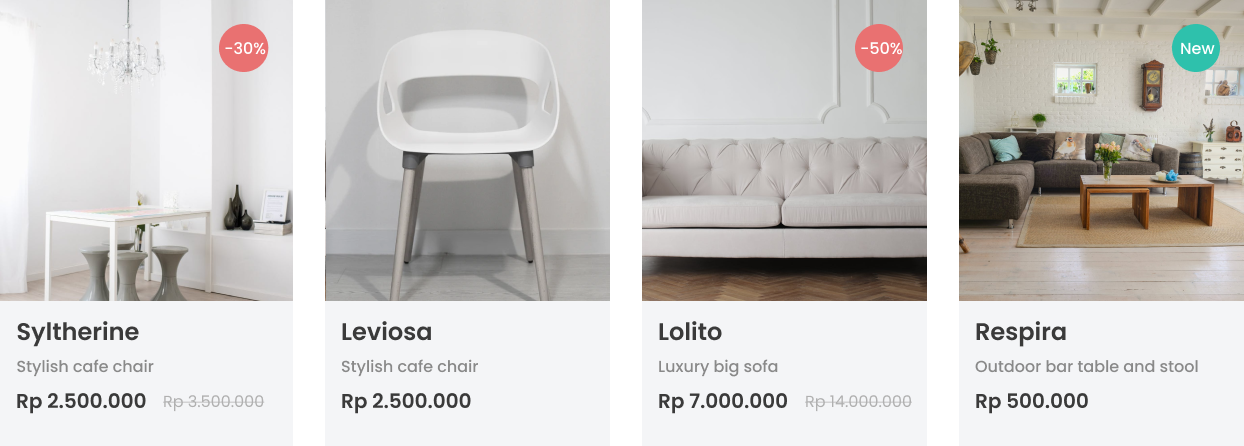 -30%
Syltherine
Stylish cafe chair
Rp 2.500.000 Rp 3.500.000
Leviosa
Stylish cafe chair
Rp 2.500.000
-50%
Lolito
Luxury big sofa
Rp 7.000.000 Rp 14.000.000
New
Respira
Outdoor bar table and stool
Rp 500.000